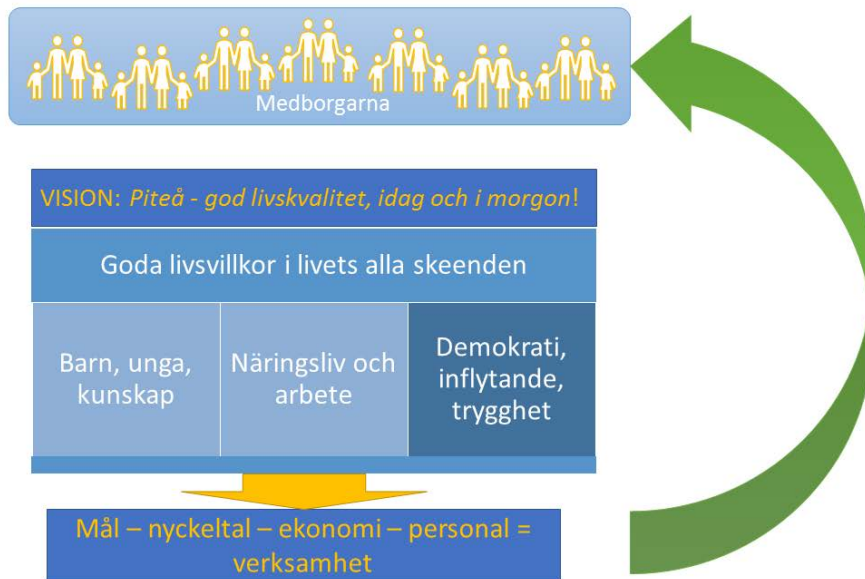 Medborgarna
VISION: Piteå - god livskvalitet, idag och i morgon!
Goda livsvillkor i livets alla skeenden
Barn, unga,
kunskap
Näringsliv och
arbete
Demokrati,
inflytande,
trygghet
Mål – nyckeltal – ekonomi – personal =
verksamhet